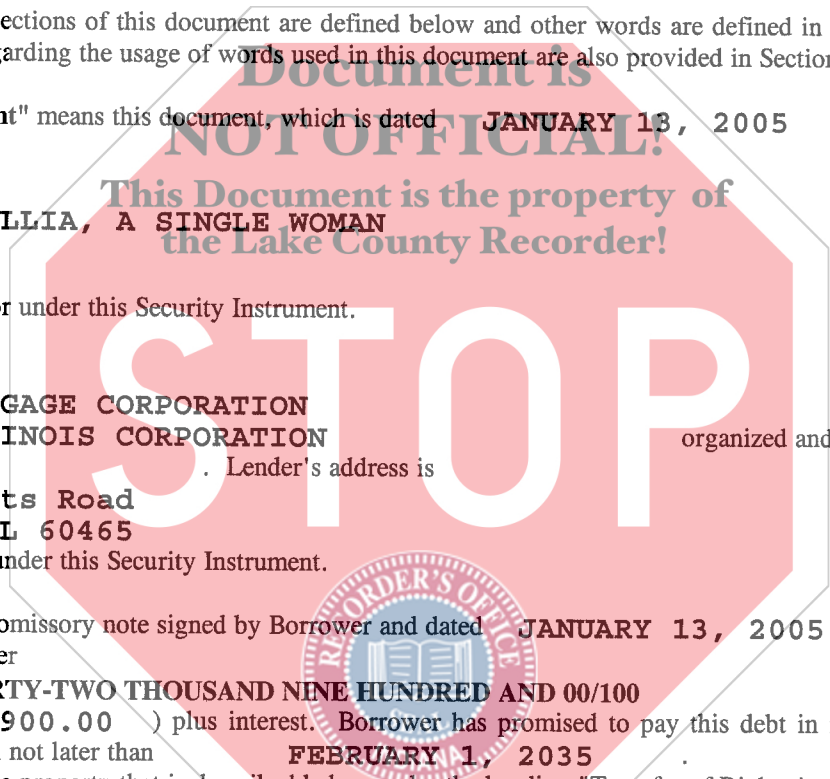 ections of this document are defined below and other words are defined in
arding the usage of words used in this document are also provided in Section
Document is
nt" means this document, which is dated JANUARY 13, 2005
NOT OFFICIAL!
This Document is the property of
LLIA, A SINGLE WOMAN
the Lake County Recorder!
r under this Security Instrument.
STOP
GAGE CORPORATION
INOIS CORPORATION organized and
. Lender's address is
ts Road
L 60465
under this Security Instrument.
RECORDER'S OFFICE
omissory note signed by Borrower and dated JANUARY 13, 2005
er
RTY-TWO THOUSAND NINE HUNDRED AND 00/100
900.00 ) plus interest. Borrower has promised to pay this debt in
not later than FEBRUARY 1, 2035 .
INDIANA